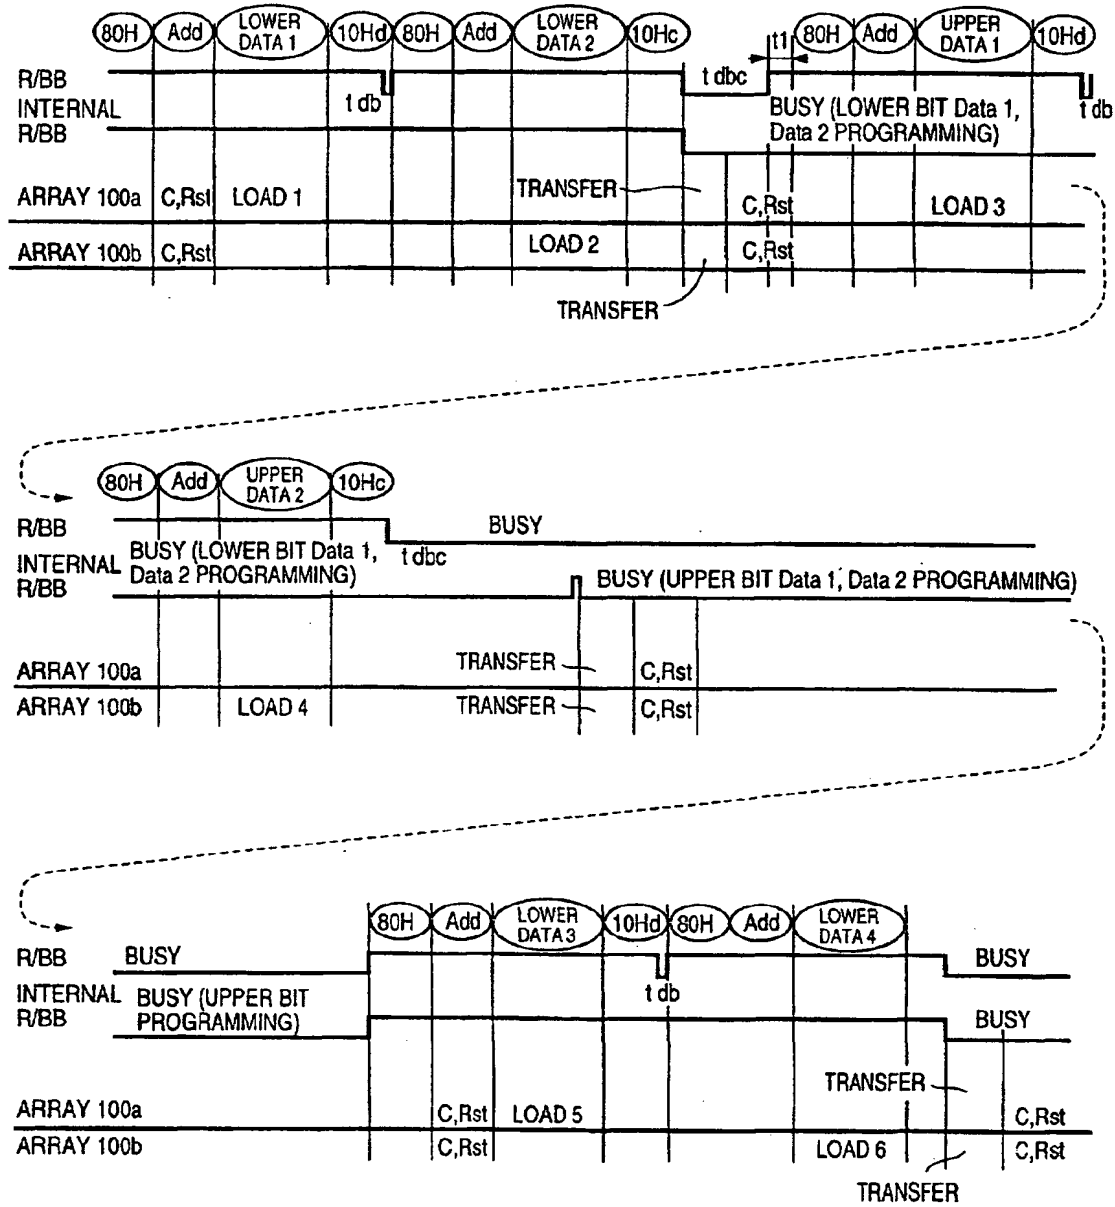 80H Add LOWER DATA 1 10Hd 80H Add LOWER DATA 2 10Hc t1 80H Add UPPER DATA 1 10Hd
R/BB t db t dbc t db
INTERNAL R/BB BUSY (LOWER BIT Data 1, Data 2 PROGRAMMING)
ARRAY 100a C,Rst LOAD 1 TRANSFER C,Rst LOAD 3
ARRAY 100b C,Rst LOAD 2 C,Rst
TRANSFER
80H Add UPPER DATA 2 10Hc
R/BB BUSY
t dbc
INTERNAL R/BB BUSY (LOWER BIT Data 1, Data 2 PROGRAMMING) BUSY (UPPER BIT Data 1, Data 2 PROGRAMMING)
ARRAY 100a TRANSFER C,Rst
ARRAY 100b LOAD 4 TRANSFER C,Rst
80H Add LOWER DATA 3 10Hd 80H Add LOWER DATA 4
R/BB BUSY t db BUSY
INTERNAL R/BB BUSY (UPPER BIT PROGRAMMING) BUSY
TRANSFER
ARRAY 100a C,Rst LOAD 5 C,Rst
ARRAY 100b C,Rst LOAD 6 C,Rst
TRANSFER